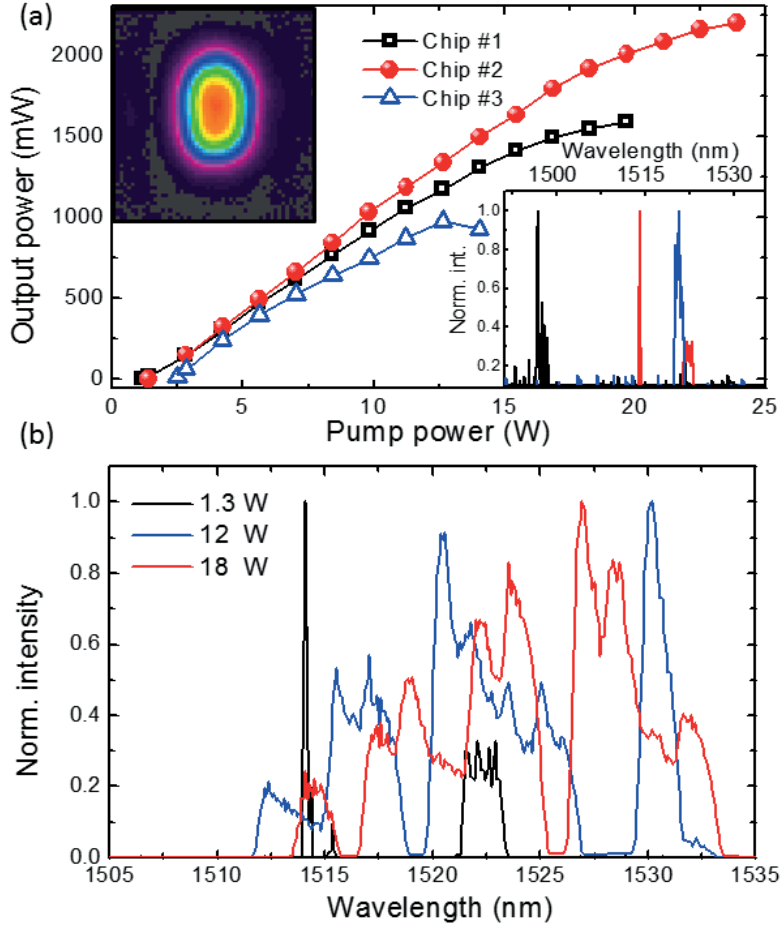 (a)
Output power (mW)
2000
1500
1000
500
0
Chip #1
Chip #2
Chip #3
Wavelength (nm)
1500 1515 1530
Norm. int.
1.0
0.8
0.6
0.4
0.2
0 5 10 15 20 25
Pump power (W)
(b)
Norm. intensity
1.0
0.8
0.6
0.4
0.2
0.0
1.3 W
12 W
18 W
1505 1510 1515 1520 1525 1530 1535
Wavelength (nm)